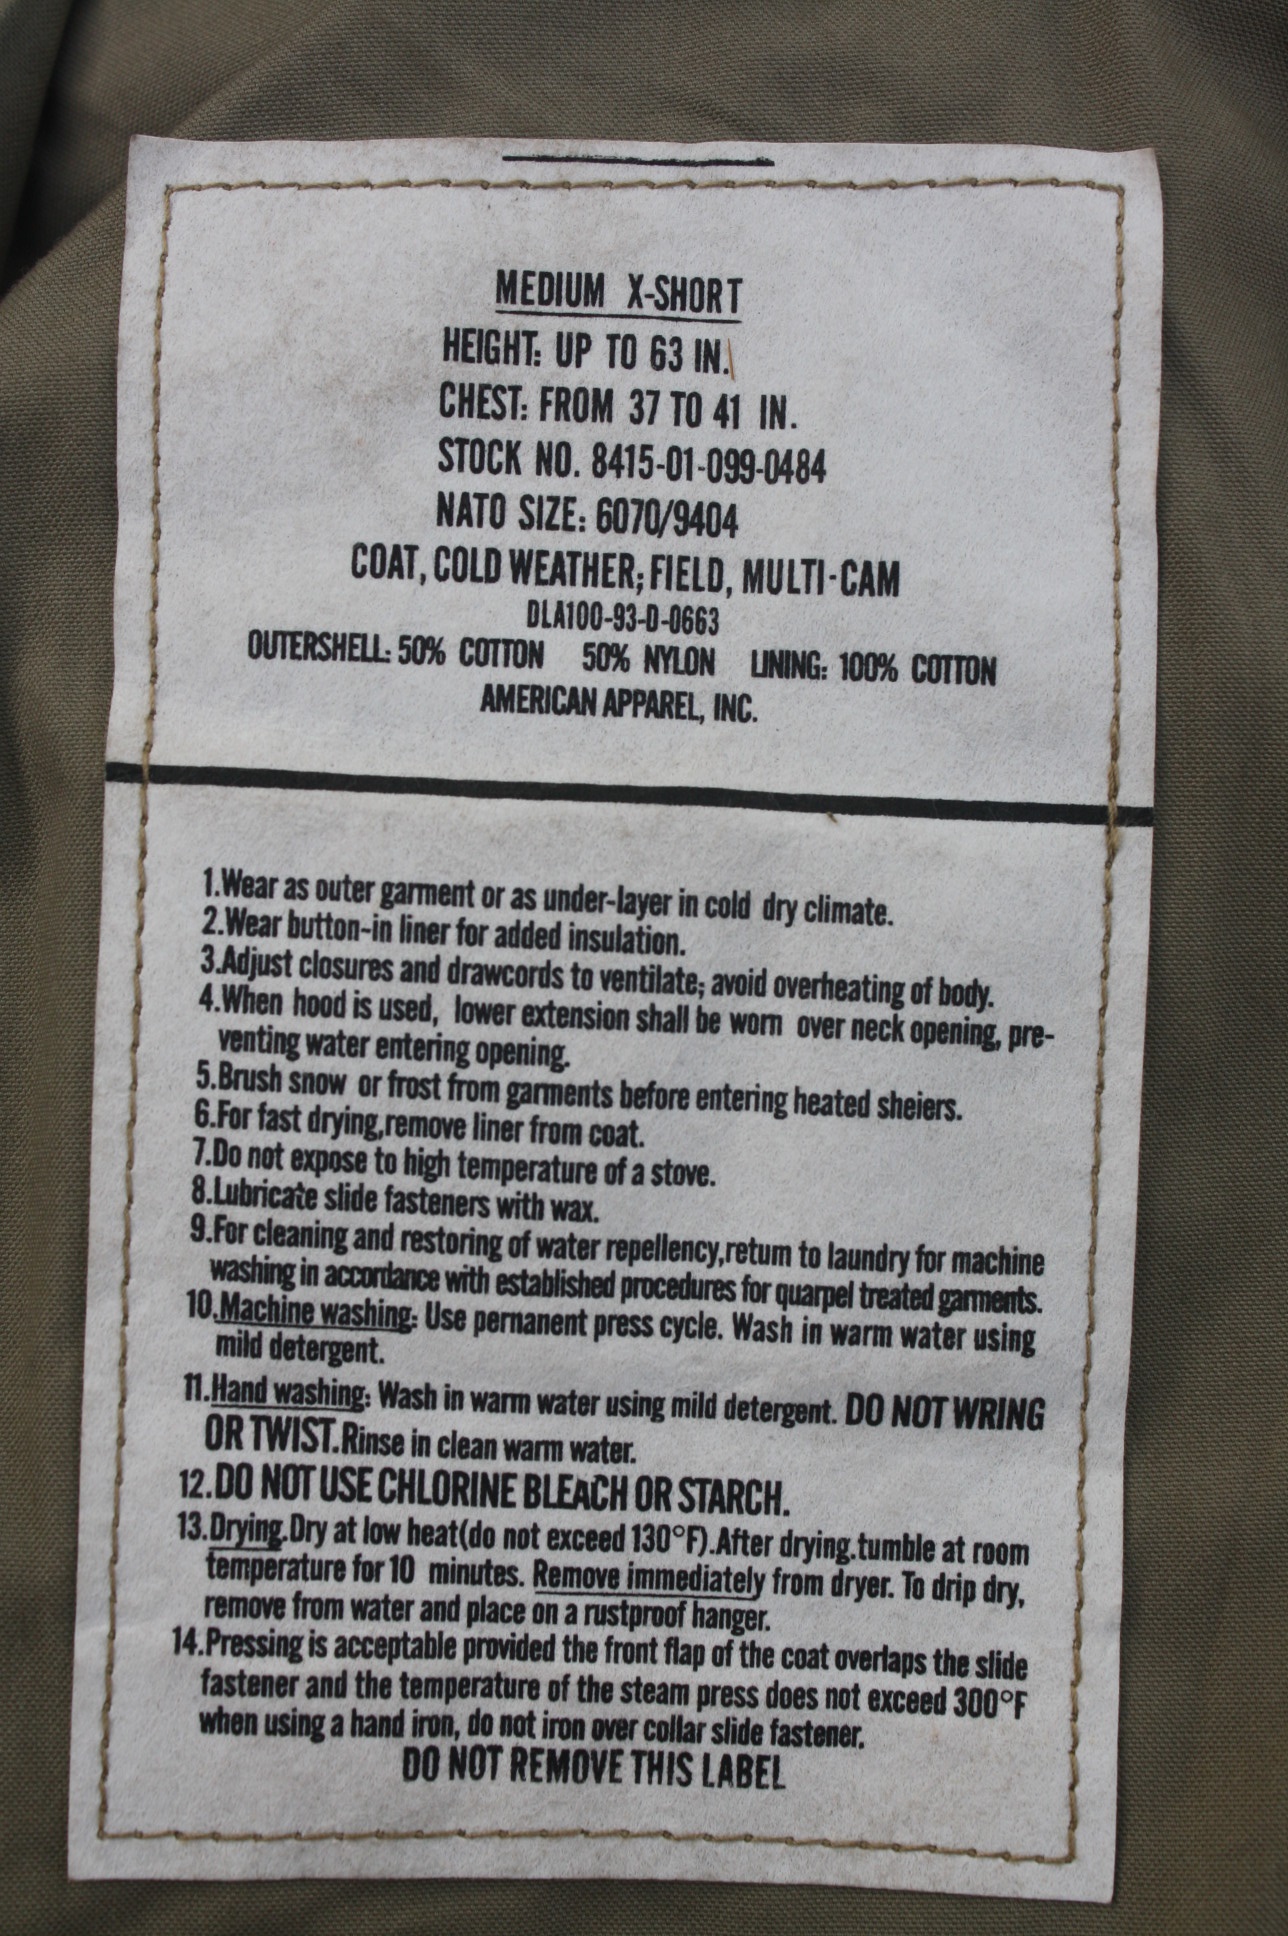 MEDIUM X-SHORT
HEIGHT: UP TO 63 IN.
CHEST: FROM 37 TO 41 IN.
STOCK NO. 8415-01-099-0484
NATO SIZE: 6070/9404
COAT, COLD WEATHER; FIELD, MULTI-CAM
DLA100-93-D-0663
OUTERSHELL: 50% COTTON 50% NYLON LINING: 100% COTTON
AMERICAN APPAREL, INC.
1.Wear as outer garment or as under-layer in cold dry climate.
2.Wear button-in liner for added insulation.
3.Adjust closures and drawcords to ventilate; avoid overheating of body.
4.When hood is used, lower extension shall be worn over neck opening, pre-
venting water entering opening.
5.Brush snow or frost from garments before entering heated sheiers.
6.For fast drying,remove liner from coat.
7.Do not expose to high temperature of a stove.
8.Lubricate slide fasteners with wax.
9.For cleaning and restoring of water repellency,return to laundry for machine
washing in accordance with established procedures for quarpel treated garments.
10.Machine washing: Use pernanent press cycle. Wash in warm water using
mild detergent.
11.Hand washing: Wash in warm water using mild detergent. DO NOT WRING
OR TWIST.Rinse in clean warm water.
12.DO NOT USE CHLORINE BLEACH OR STARCH.
13.Drying.Dry at low heat(do not exceed 130°F).After drying.tumble at room
temperature for 10 minutes. Remove immediately from dryer. To drip dry,
remove from water and place on a rustproof hanger.
14.Pressing is acceptable provided the front flap of the coat overlaps the slide
fastener and the temperature of the steam press does not exceed 300°F
when using a hand iron, do not iron over collar slide fastener.
DO NOT REMOVE THIS LABEL